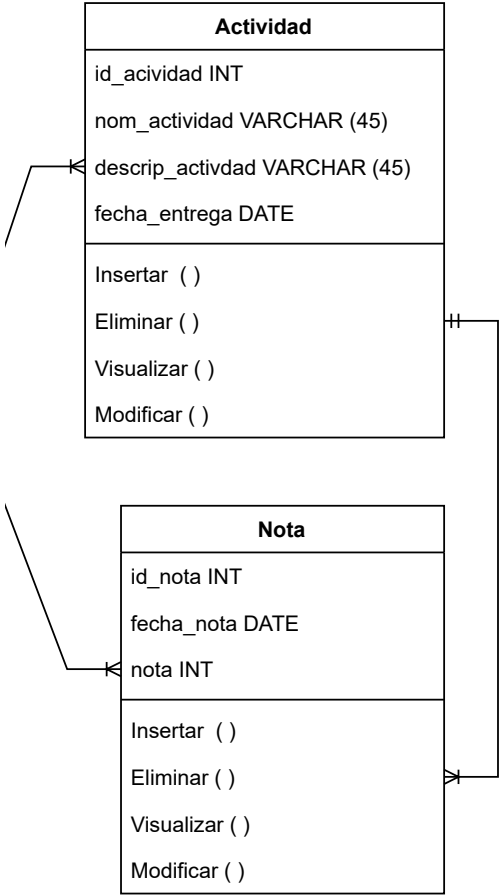 Actividad
id_acividad INT
nom_actividad VARCHAR (45)
descrip_activdad VARCHAR (45)
fecha_entrega DATE
Insertar  ( )
Eliminar ( )
Visualizar ( )
Modificar ( )
Nota
id_nota INT
fecha_nota DATE
nota INT
Insertar  ( )
Eliminar ( )
Visualizar ( )
Modificar ( )